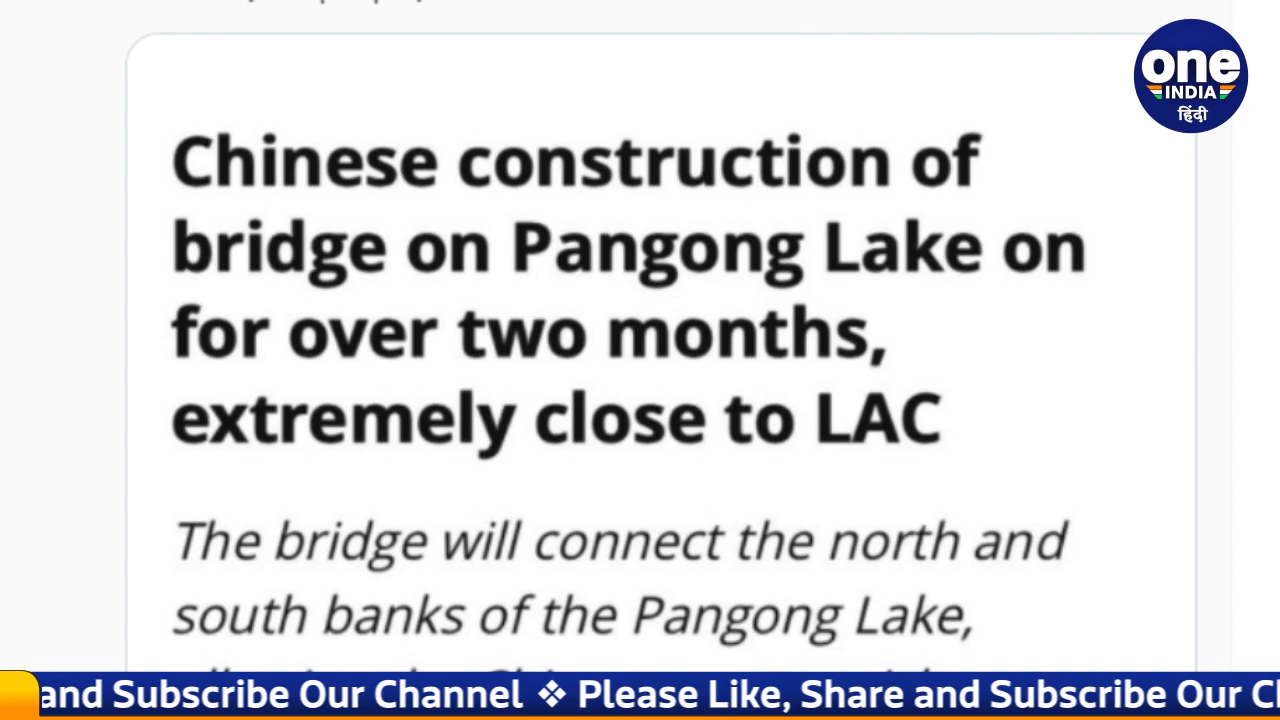 one
INDIA
हिंदी
Chinese construction of
bridge on Pangong Lake on
for over two months,
extremely close to LAC
The bridge will connect the north and
south banks of the Pangong Lake,
and Subscribe Our Channel ❖ Please Like, Share and Subscribe Our